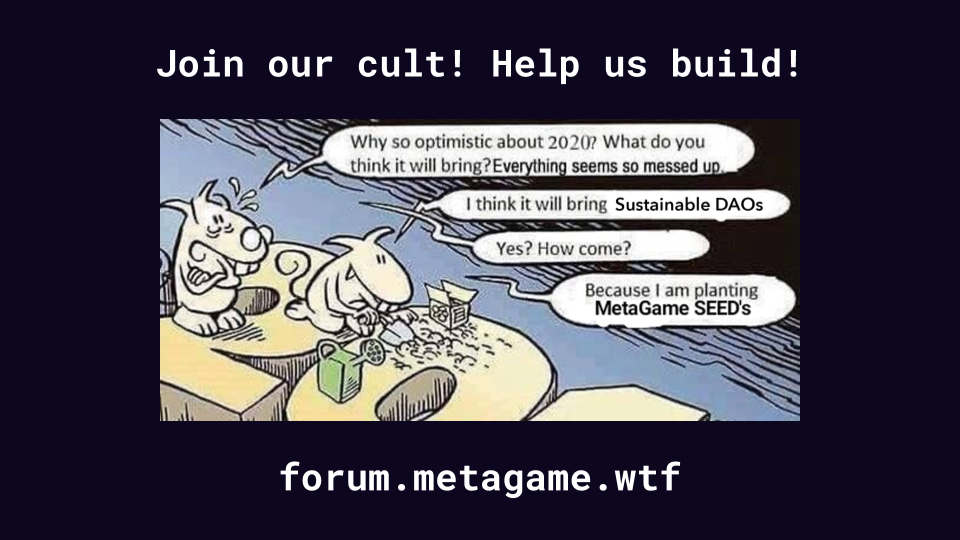 Join our cult! Help us build!
Why so optimistic about 2020? What do you
think it will bring?Everything seems so messed up.
I think it will bring Sustainable DAOs
Yes? How come?
Because I am planting
MetaGame SEED's
forum.metagame.wtf